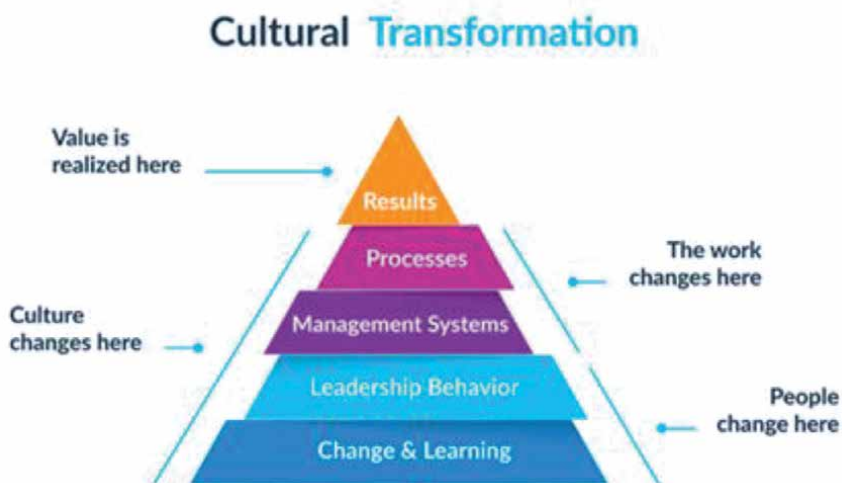 Cultural Transformation
Value is
realized here
Results
Processes
The work
changes here
Culture
changes here
Management Systems
Leadership Behavior
People
change here
Change & Learning